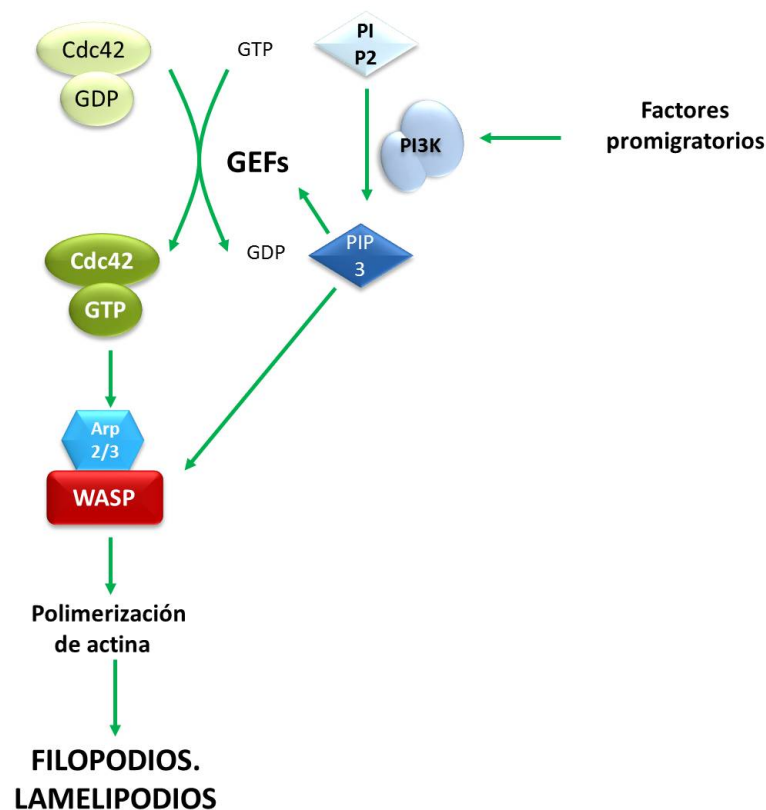 Cdc42
GDP
GTP
PI
P2
PI3K
Factores
promigratorios
GEFs
Cdc42
GTP
GDP
PIP
3
Arp
2/3
WASP
Polimerización
de actina
FILOPODIOS.
LAMELIPODIOS